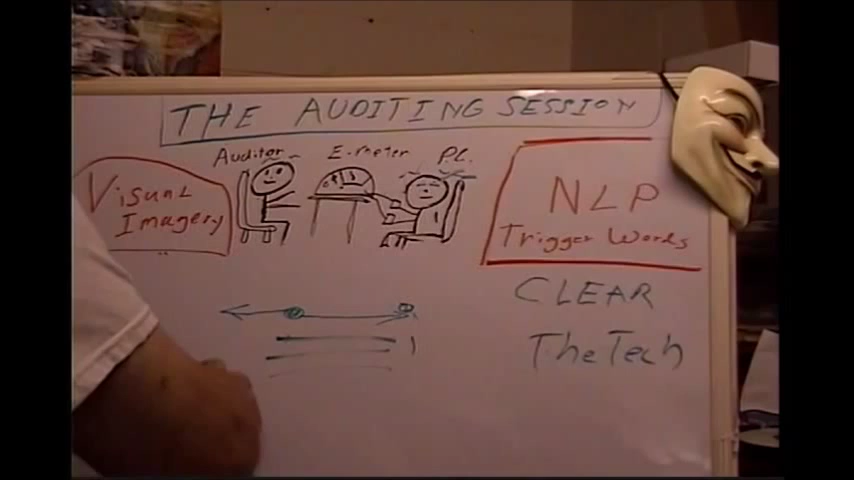 THE AUDITING SESSION
Auditor E-meter P.C.
Visual
Imagery
NLP
Trigger Words
CLEAR
The Tech